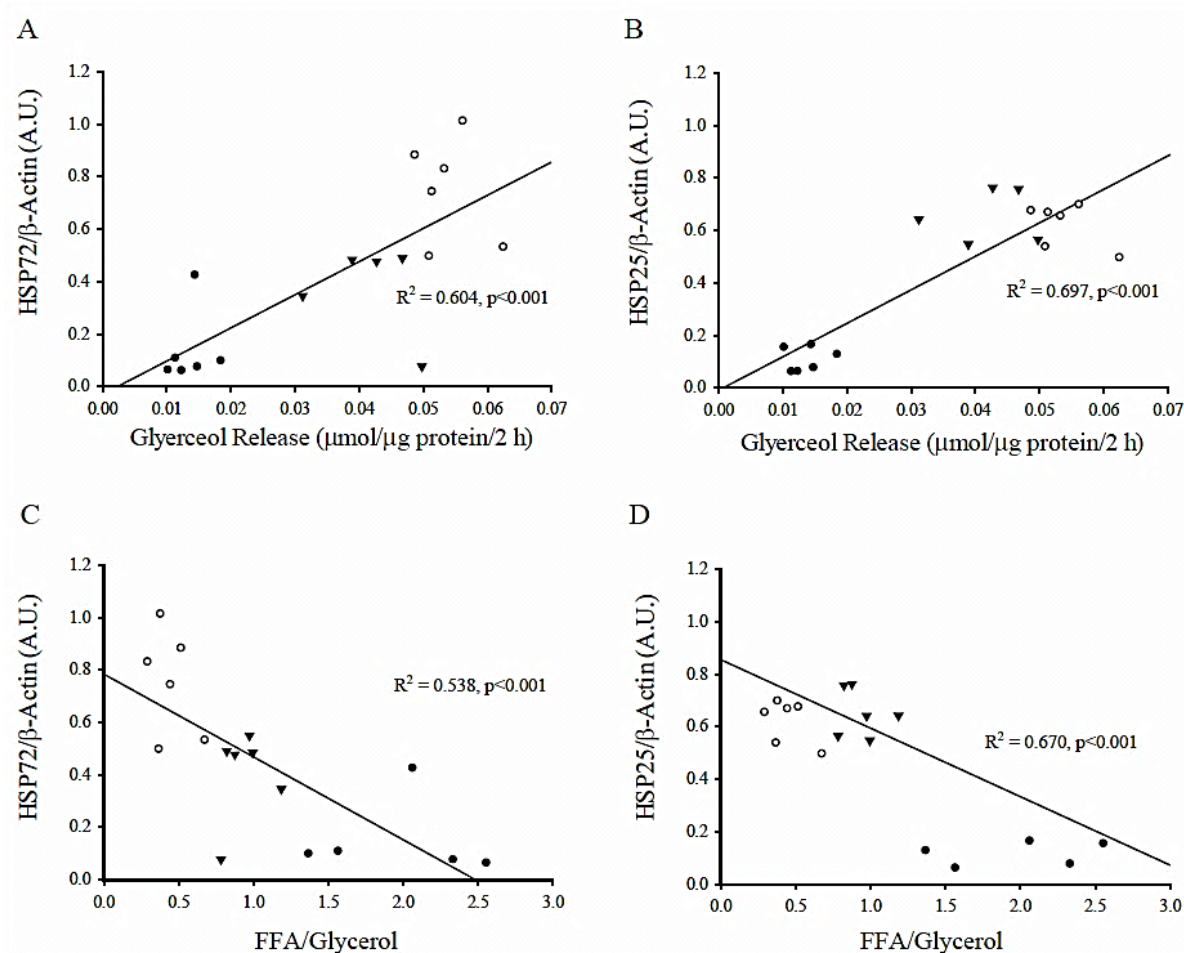 A
HSP72/β-Actin (A.U.)
1.2
1.0
0.8
0.6
0.4
0.2
0.0
R² = 0.604, p<0.001
0.00 0.01 0.02 0.03 0.04 0.05 0.06 0.07
Glyerceol Release (μmol/μg protein/2 h)
B
HSP25/β-Actin (A.U.)
1.2
1.0
0.8
0.6
0.4
0.2
0.0
R² = 0.697, p<0.001
0.00 0.01 0.02 0.03 0.04 0.05 0.06 0.07
Glyerceol Release (μmol/μg protein/2 h)
C
HSP72/β-Actin (A.U.)
1.2
1.0
0.8
0.6
0.4
0.2
0.0
R² = 0.538, p<0.001
0.0 0.5 1.0 1.5 2.0 2.5 3.0
FFA/Glycerol
D
HSP25/β-Actin (A.U.)
1.2
1.0
0.8
0.6
0.4
0.2
0.0
R² = 0.670, p<0.001
0.0 0.5 1.0 1.5 2.0 2.5 3.0
FFA/Glycerol